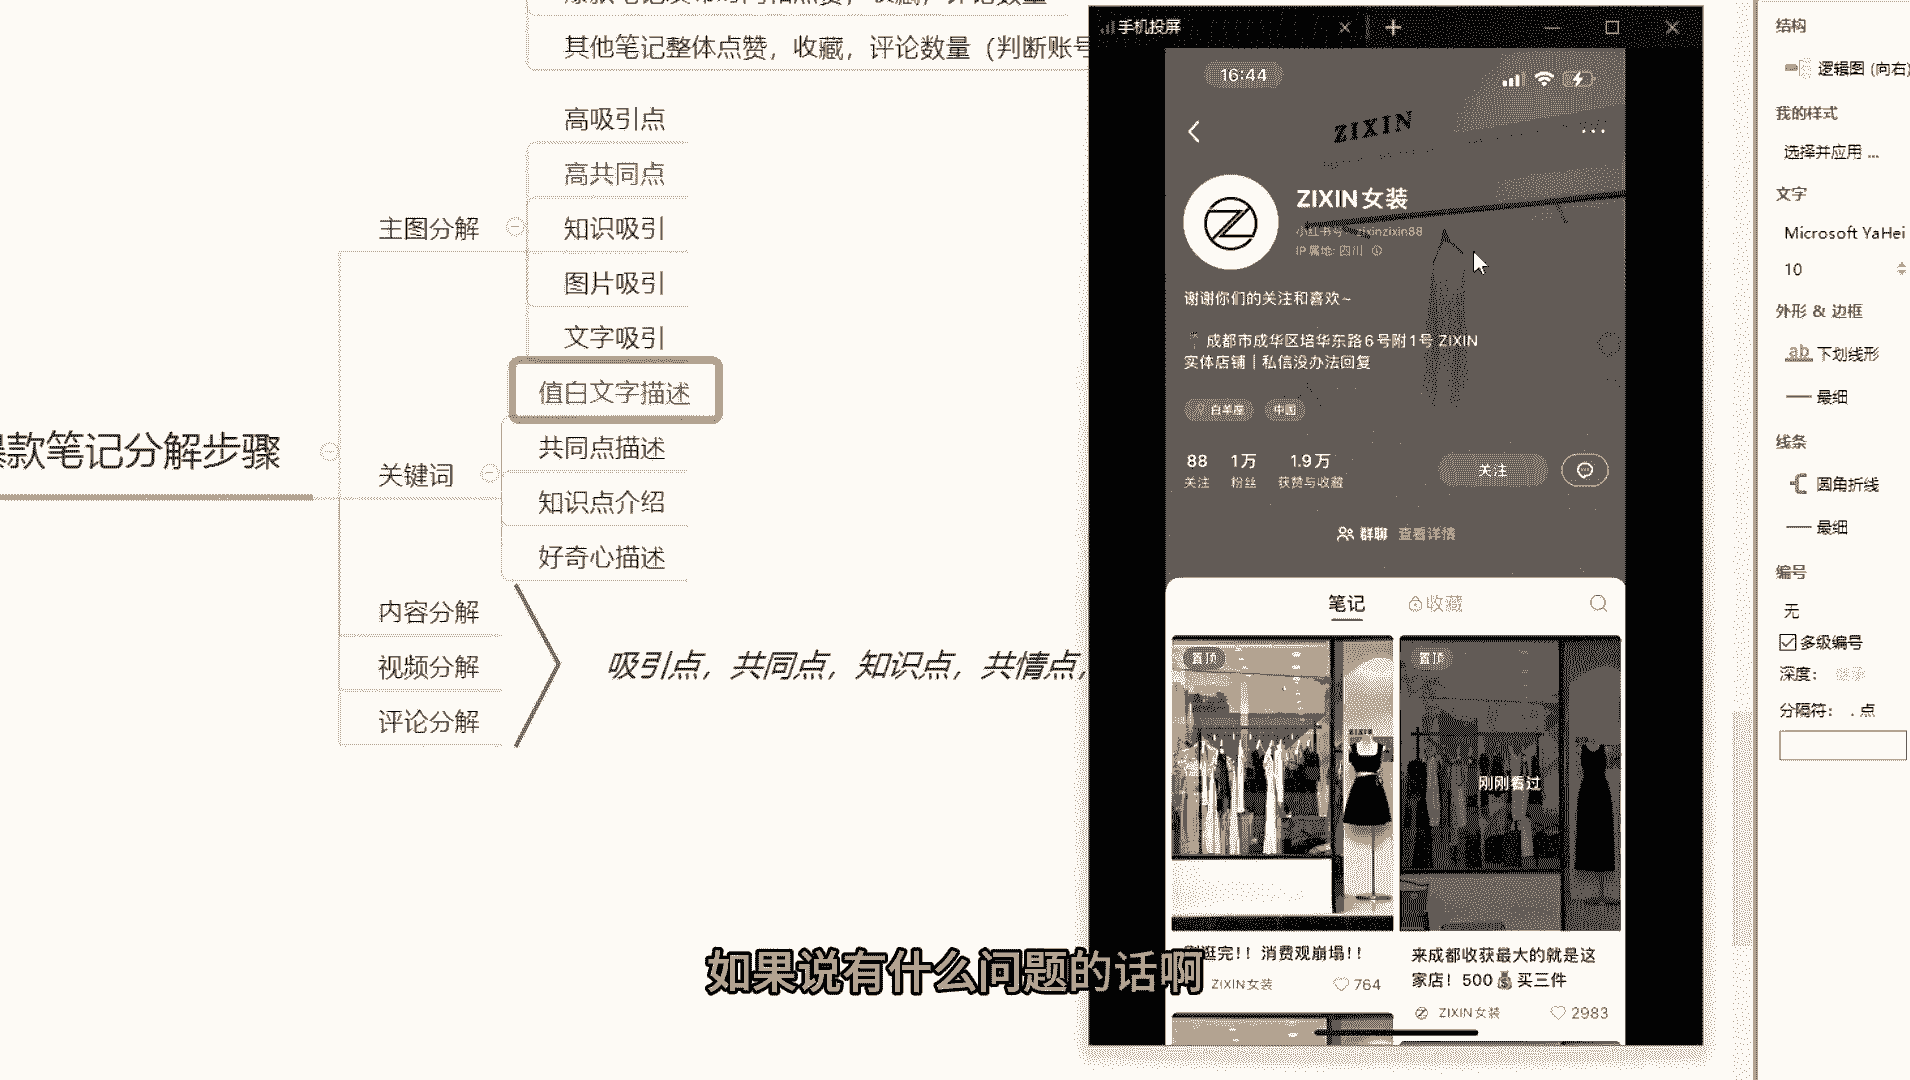 其他笔记整体点赞，收藏，评论数量（判断账号
高吸引点
高共同点
主图分解
知识吸引
图片吸引
文字吸引
值白文字描述
共同点描述
款笔记分解步骤
关键词
知识点介绍
好奇心描述
内容分解
视频分解
评论分解
吸引点，共同点，知识点，共情点，
手机投屏
16:44
ZIXIN
ZIXIN女装
小红书号：zixinzixin88
IP属地：四川
谢谢你们的关注和喜欢~
成都市成华区培华东路6号附1号 ZIXIN
实体店铺｜私信没办法回复
白羊座
中国
88
1万
1.9万
关注
粉丝
获赞与收藏
关注
群聊 查看详情
笔记
收藏
置顶
置顶
刚刚看过
逛完！！消费观崩塌！！
ZIXIN女装
764
来成都收获最大的就是这
家店！500💰买三件
ZIXIN女装
2983
如果说有什么问题的话啊
结构
逻辑图 (向右)
我的样式
选择并应用 ...
文字
Microsoft YaHei
10
外形 & 边框
ab 下划线形
最细
线条
圆角折线
最细
编号
无
多级编号
深度：
分隔符： . 点